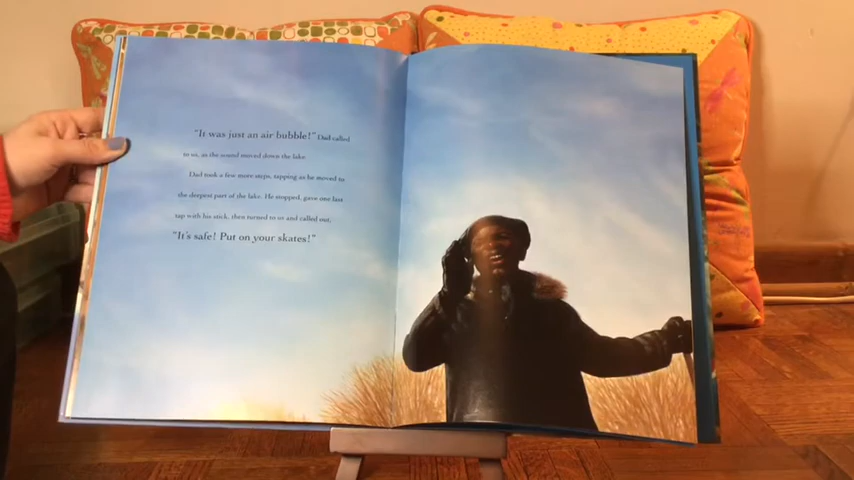 "It was just an air bubble!" Dad called
to us, as the sound moved down the lake.
Dad took a few more steps, tapping as he moved to
the deepest part of the lake. He stopped, gave one last
tap with his stick, then turned to us and called out,
"It's safe! Put on your skates!"